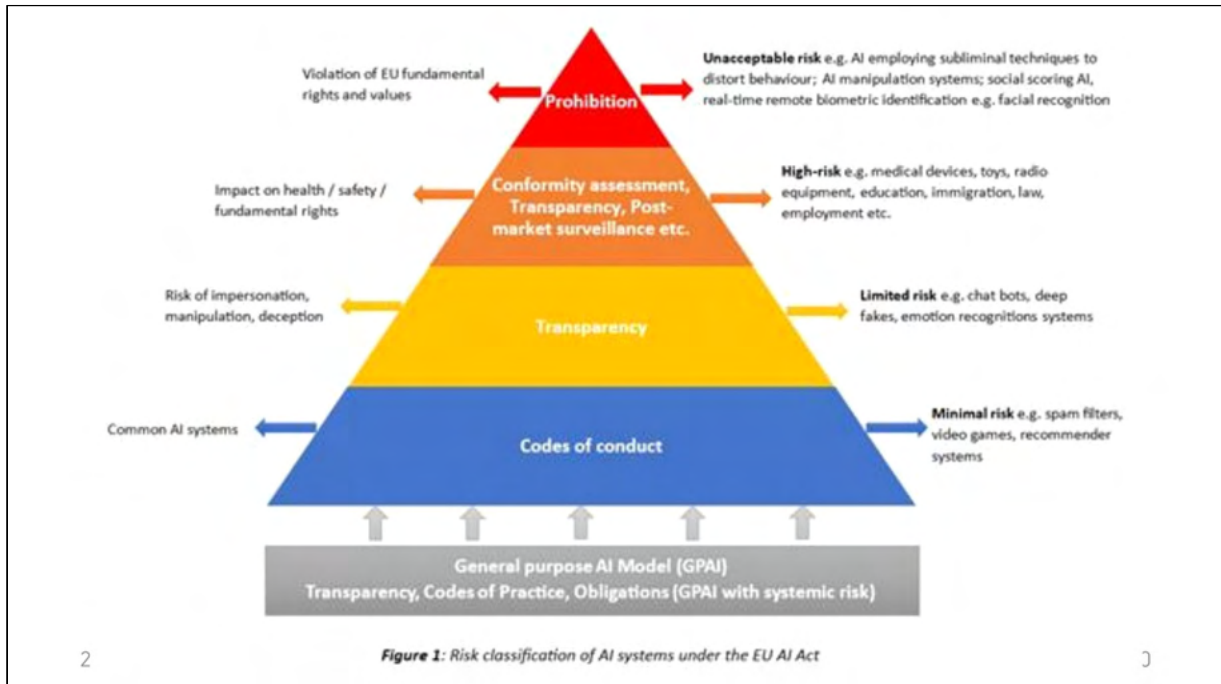 Violation of EU fundamental
rights and values
Prohibition
Unacceptable risk e.g. AI employing subliminal techniques to
distort behaviour; AI manipulation systems; social scoring AI,
real-time remote biometric identification e.g. facial recognition
Impact on health / safety /
fundamental rights
Conformity assessment,
Transparency, Post-
market surveillance etc.
High-risk e.g. medical devices, toys, radio
equipment, education, immigration, law,
employment etc.
Risk of impersonation,
manipulation, deception
Transparency
Limited risk e.g. chat bots, deep
fakes, emotion recognitions systems
Common AI systems
Codes of conduct
Minimal risk e.g. spam filters,
video games, recommender
systems
General purpose AI Model (GPAI)
Transparency, Codes of Practice, Obligations (GPAI with systemic risk)
2
Figure 1: Risk classification of AI systems under the EU AI Act